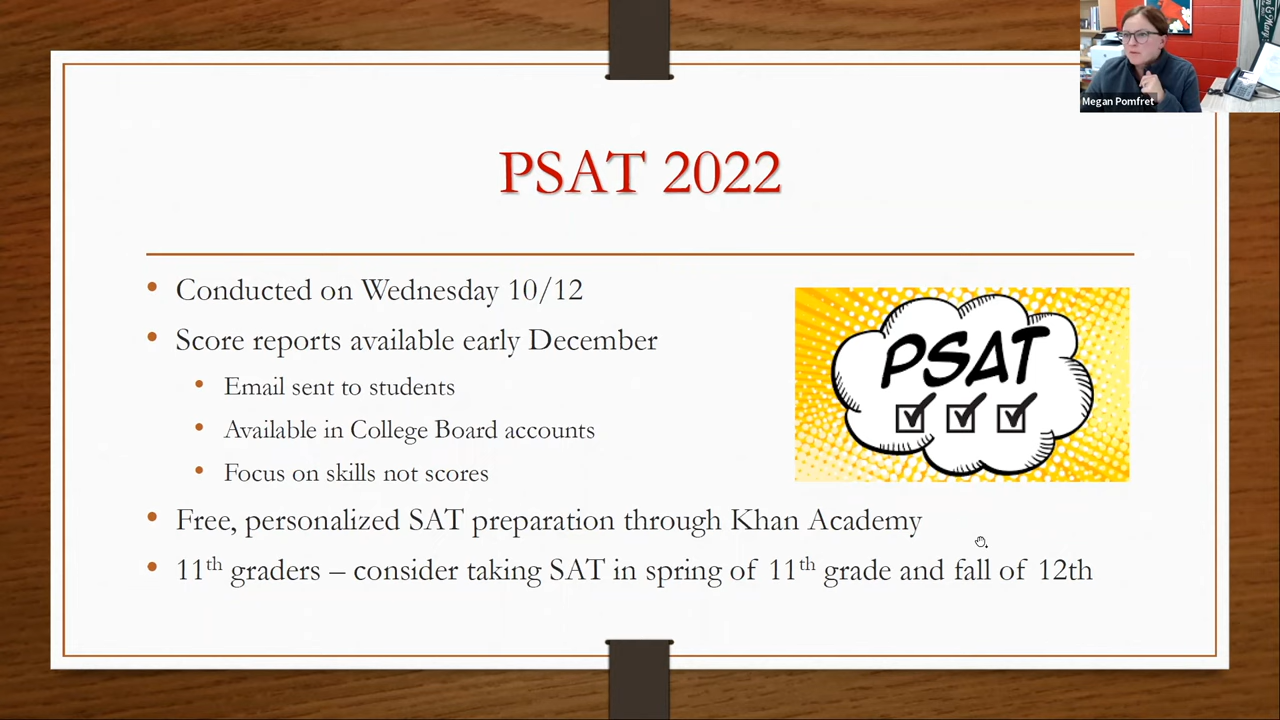 Megan Pomfret
PSAT 2022
• Conducted on Wednesday 10/12
• Score reports available early December
• Email sent to students
• Available in College Board accounts
• Focus on skills not scores
• Free, personalized SAT preparation through Khan Academy
• 11th graders – consider taking SAT in spring of 11th grade and fall of 12th
PSAT